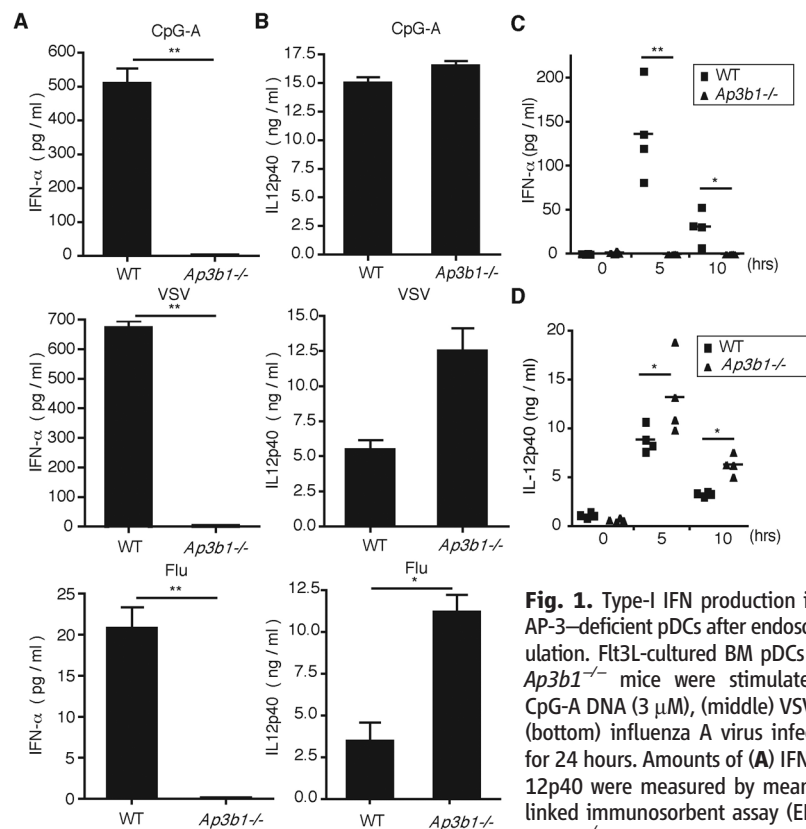 A
CpG-A
**
600
500
400
300
200
100
0
IFN-α ( pg / ml )
WT
Ap3b1-/-
VSV
**
700
600
500
400
300
200
100
0
IFN-α ( pg / ml )
WT
Ap3b1-/-
Flu
**
25
20
15
10
5
0
IFN-α ( pg / ml )
WT
Ap3b1-/-
B
CpG-A
17.5
15.0
12.5
10.0
7.5
5.0
2.5
0.0
IL12p40 ( ng / ml )
WT
Ap3b1-/-
VSV
15.0
12.5
10.0
7.5
5.0
2.5
0.0
IL12p40 ( ng / ml )
WT
Ap3b1-/-
Flu
*
12.5
10.0
7.5
5.0
2.5
0.0
IL12p40 ( ng / ml )
WT
Ap3b1-/-
C
WT
Ap3b1-/-
**
*
200
150
100
50
0
IFN-α (pg / ml)
0
5
10
(hrs)
D
WT
Ap3b1-/-
*
*
20
15
10
5
0
IL-12p40 (ng / ml)
0
5
10
(hrs)
Fig. 1. Type-I IFN production i
AP-3–deficient pDCs after endoso
ulation. Flt3L-cultured BM pDCs
Ap3b1−/− mice were stimulate
CpG-A DNA (3 μM), (middle) VSV
(bottom) influenza A virus infec
for 24 hours. Amounts of (A) IFN
12p40 were measured by mean
linked immunosorbent assay (E